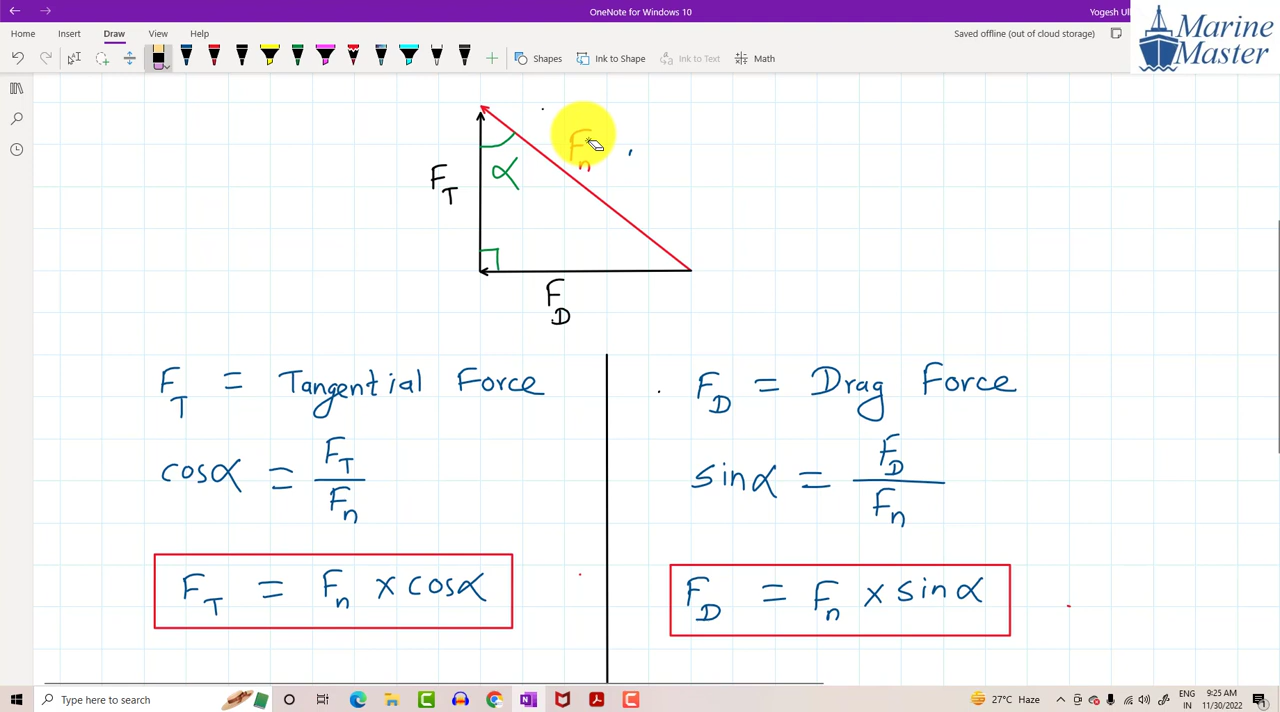 OneNote for Windows 10
Yogesh Ul
Home Insert Draw View Help
Saved offline (out of cloud storage)
Marine
Master
Shapes Ink to Shape Ink to Text Math
Fn
α
FT
FD
FT = Tangential Force
FD = Drag Force
cosα = FT / Fn
sinα = FD / Fn
FT = Fn × cosα
FD = Fn × sinα
Type here to search
27°C Haze
ENG
IN
9:25 AM
11/30/2022